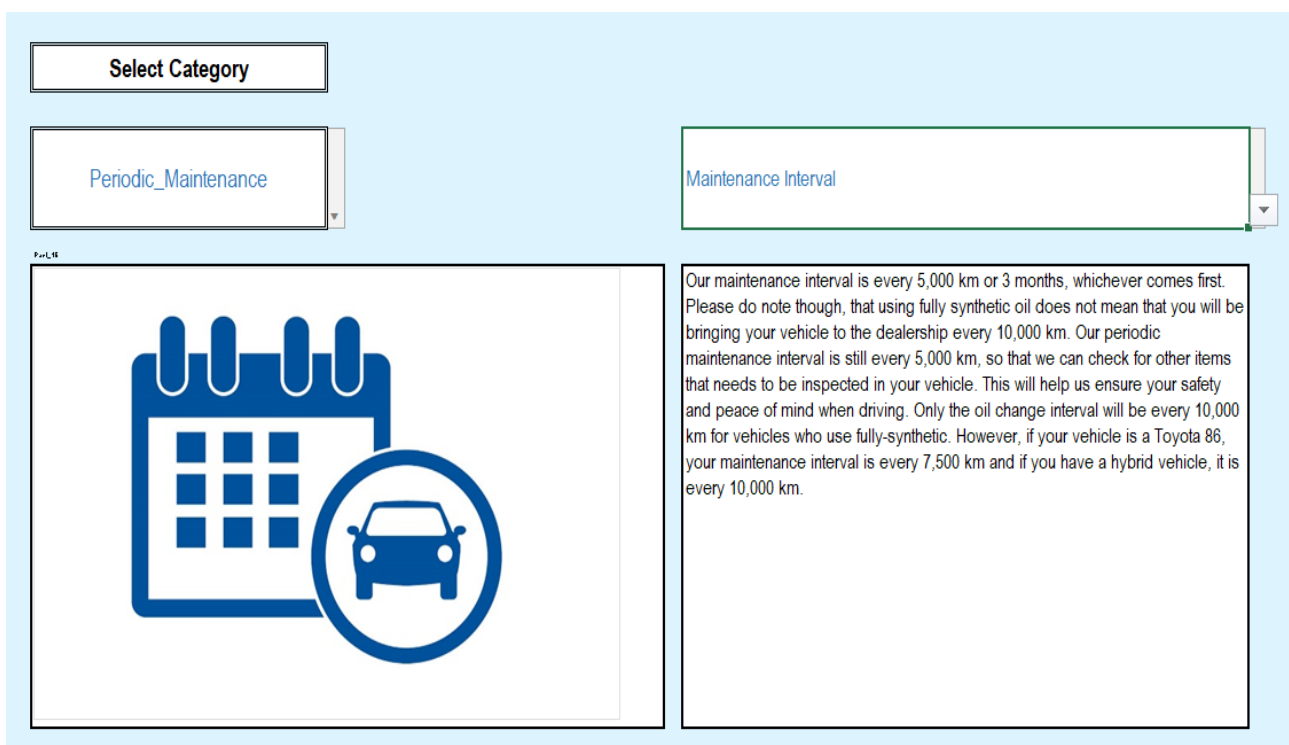 Select Category
Periodic_Maintenance
Maintenance Interval
Our maintenance interval is every 5,000 km or 3 months, whichever comes first.
Please do note though, that using fully synthetic oil does not mean that you will be
bringing your vehicle to the dealership every 10,000 km. Our periodic
maintenance interval is still every 5,000 km, so that we can check for other items
that needs to be inspected in your vehicle. This will help us ensure your safety
and peace of mind when driving. Only the oil change interval will be every 10,000
km for vehicles who use fully-synthetic. However, if your vehicle is a Toyota 86,
your maintenance interval is every 7,500 km and if you have a hybrid vehicle, it is
every 10,000 km.